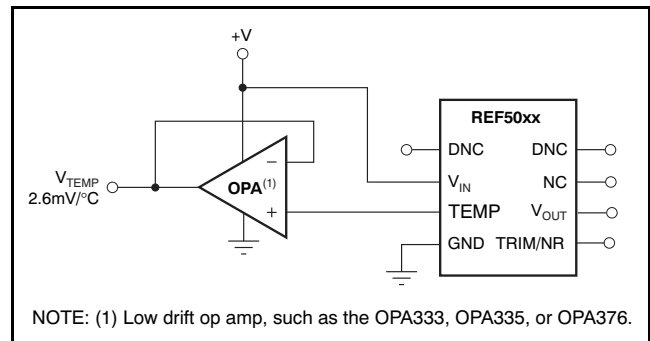 +V
REF50xx
DNC DNC
V_IN NC
TEMP V_OUT
GND TRIM/NR
−
OPA(1)
+
V_TEMP
2.6mV/°C
NOTE: (1) Low drift op amp, such as the OPA333, OPA335, or OPA376.